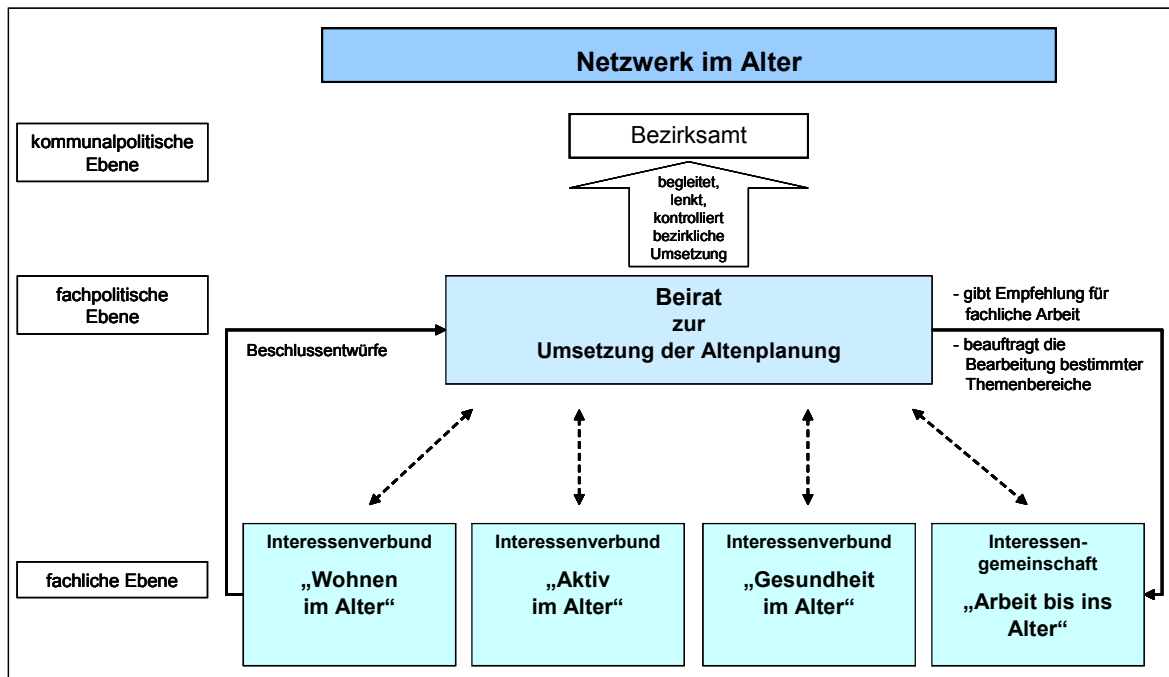 Netzwerk im Alter
kommunalpolitische
Ebene
Bezirksamt
begleitet,
lenkt,
kontrolliert
bezirkliche
Umsetzung
fachpolitische
Ebene
Beirat
zur
Umsetzung der Altenplanung
- gibt Empfehlung für
fachliche Arbeit
- beauftragt die
Bearbeitung bestimmter
Themenbereiche
Beschlussentwürfe
fachliche Ebene
Interessenverbund
„Wohnen
im Alter“
Interessenverbund
„Aktiv
im Alter“
Interessenverbund
„Gesundheit
im Alter“
Interessen-
gemeinschaft
„Arbeit bis ins
Alter“